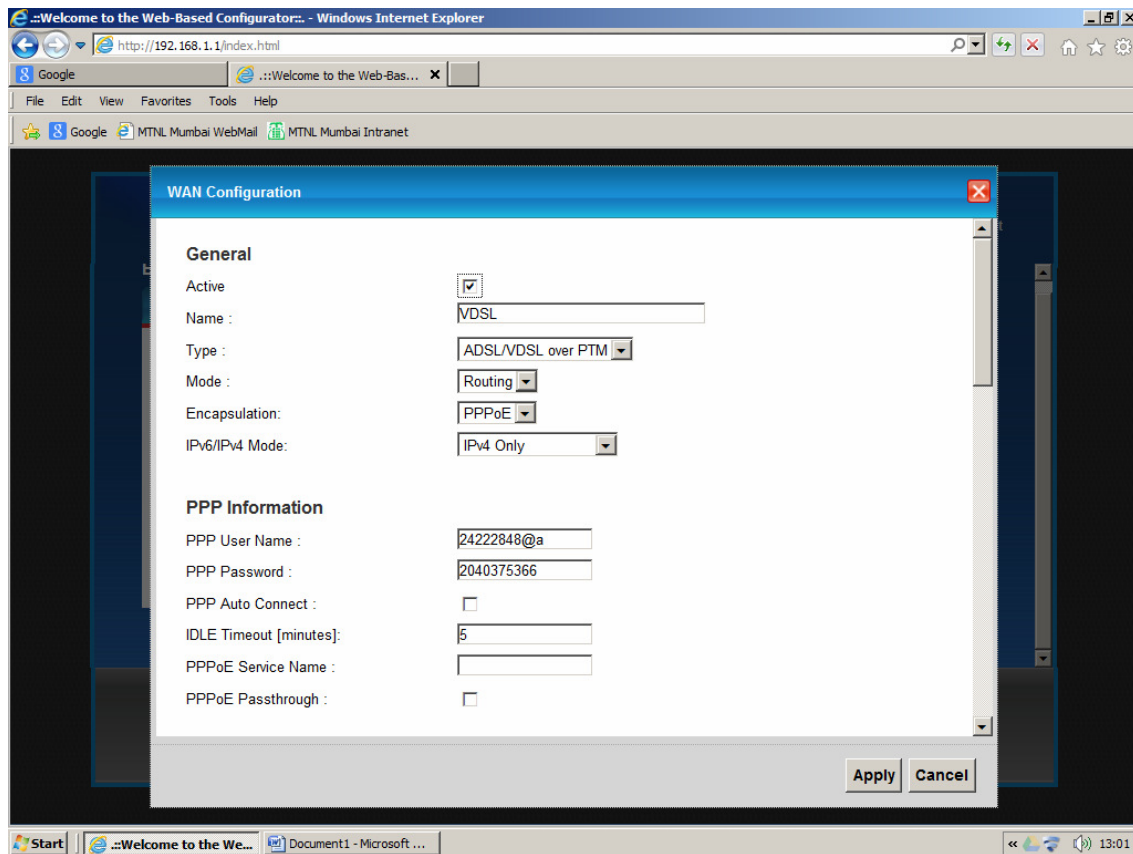 .::Welcome to the Web-Based Configurator::. - Windows Internet Explorer
http://192.168.1.1/index.html
Google
.::Welcome to the Web-Bas...
File Edit View Favorites Tools Help
Google MTNL Mumbai WebMail MTNL Mumbai Intranet
WAN Configuration
General
Active
Name : VDSL
Type : ADSL/VDSL over PTM
Mode : Routing
Encapsulation: PPPoE
IPv6/IPv4 Mode: IPv4 Only
PPP Information
PPP User Name : 24222848@a
PPP Password : 2040375366
PPP Auto Connect :
IDLE Timeout [minutes]: 5
PPPoE Service Name :
PPPoE Passthrough :
Apply Cancel
Start .::Welcome to the We... Document1 - Microsoft ... « 13:01